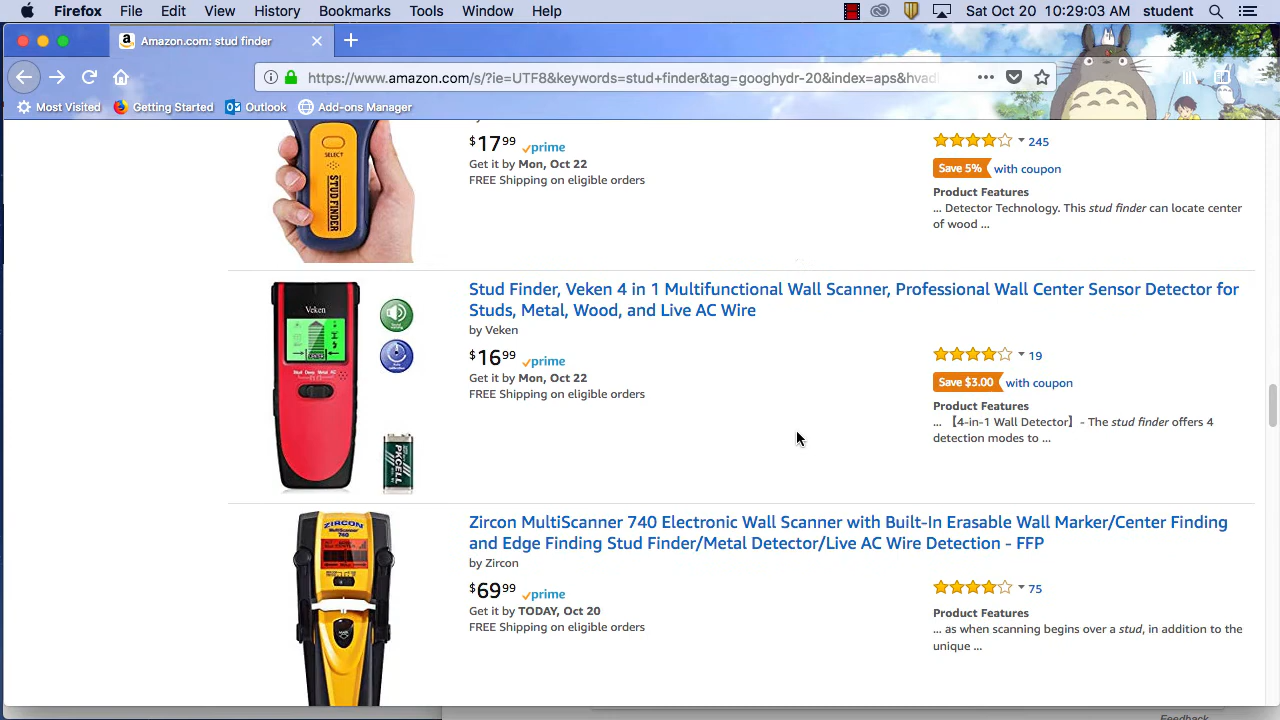 Firefox File Edit View History Bookmarks Tools Window Help Sat Oct 20 10:29:03 AM student
Amazon.com: stud finder
https://www.amazon.com/s/?ie=UTF8&keywords=stud+finder&tag=googhydr-20&index=aps&hvadi
Most Visited Getting Started Outlook Add-ons Manager
SELECT
STUD FINDER
$17.99 prime
Get it by Mon, Oct 22
FREE Shipping on eligible orders
245
Save 5% with coupon
Product Features
... Detector Technology. This stud finder can locate center
of wood ...
Veken
CENTER
Stud Deep Metal AC
PKCELL
Stud Finder, Veken 4 in 1 Multifunctional Wall Scanner, Professional Wall Center Sensor Detector for
Studs, Metal, Wood, and Live AC Wire
by Veken
$16.99 prime
Get it by Mon, Oct 22
FREE Shipping on eligible orders
19
Save $3.00 with coupon
Product Features
... 【4-in-1 Wall Detector】 - The stud finder offers 4
detection modes to ...
ZIRCON
MultiScanner
740
Zircon MultiScanner 740 Electronic Wall Scanner with Built-In Erasable Wall Marker/Center Finding
and Edge Finding Stud Finder/Metal Detector/Live AC Wire Detection - FFP
by Zircon
$69.99 prime
Get it by TODAY, Oct 20
FREE Shipping on eligible orders
75
Product Features
... as when scanning begins over a stud, in addition to the
unique ...
Feedback